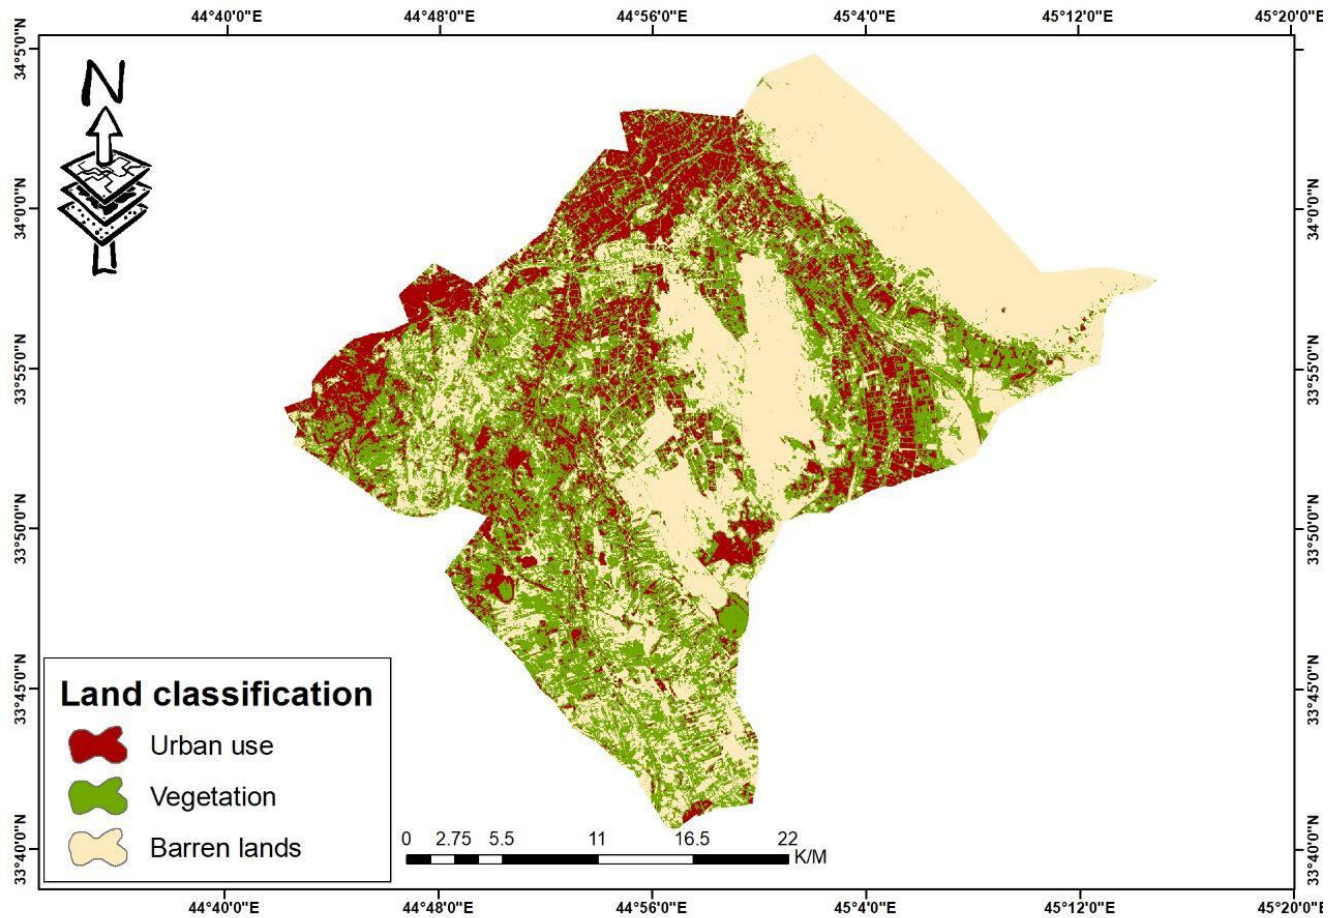 44°40'0"E 44°48'0"E 44°56'0"E 45°4'0"E 45°12'0"E 45°20'0"E
34°5'0"N 34°5'0"N
N
34°0'0"N 34°0'0"N
33°55'0"N 33°55'0"N
33°50'0"N 33°50'0"N
33°45'0"N 33°45'0"N
Land classification
Urban use
Vegetation
Barren lands
0 2.75 5.5 11 16.5 22
K/M
33°40'0"N 33°40'0"N
44°40'0"E 44°48'0"E 44°56'0"E 45°4'0"E 45°12'0"E 45°20'0"E